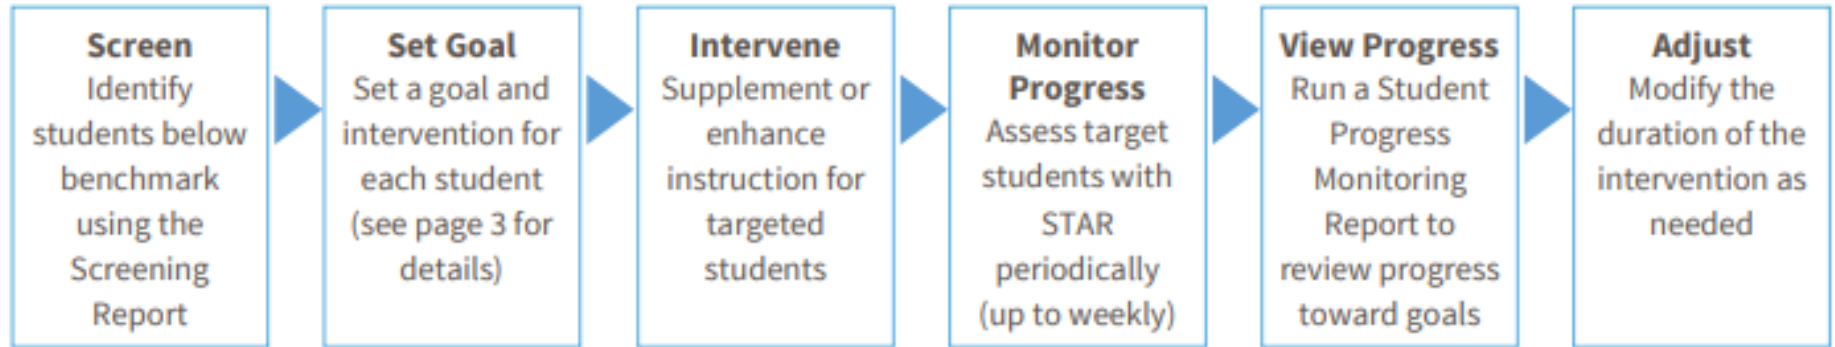 Screen
Identify
students below
benchmark
using the
Screening
Report
Set Goal
Set a goal and
intervention for
each student
(see page 3 for
details)
Intervene
Supplement or
enhance
instruction for
targeted
students
Monitor
Progress
Assess target
students with
STAR
periodically
(up to weekly)
View Progress
Run a Student
Progress
Monitoring
Report to
review progress
toward goals
Adjust
Modify the
duration of the
intervention as
needed